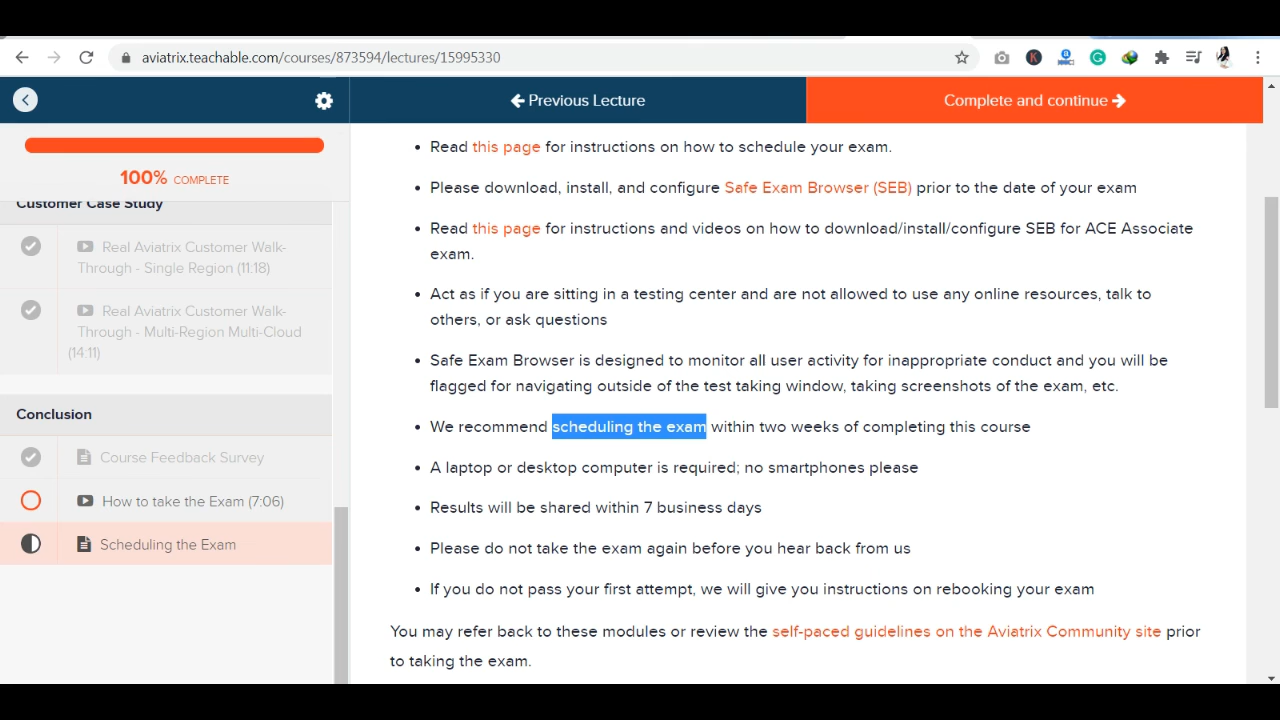 aviatrix.teachable.com/courses/873594/lectures/15995330
Previous Lecture
Complete and continue
100% COMPLETE
Customer Case Study
Real Aviatrix Customer Walk-
Through - Single Region (11:18)
Real Aviatrix Customer Walk-
Through - Multi-Region Multi-Cloud
(14:11)
Conclusion
Course Feedback Survey
How to take the Exam (7:06)
Scheduling the Exam
• Read this page for instructions on how to schedule your exam.
• Please download, install, and configure Safe Exam Browser (SEB) prior to the date of your exam
• Read this page for instructions and videos on how to download/install/configure SEB for ACE Associate
exam.
• Act as if you are sitting in a testing center and are not allowed to use any online resources, talk to
others, or ask questions
• Safe Exam Browser is designed to monitor all user activity for inappropriate conduct and you will be
flagged for navigating outside of the test taking window, taking screenshots of the exam, etc.
• We recommend scheduling the exam within two weeks of completing this course
• A laptop or desktop computer is required; no smartphones please
• Results will be shared within 7 business days
• Please do not take the exam again before you hear back from us
• If you do not pass your first attempt, we will give you instructions on rebooking your exam
You may refer back to these modules or review the self-paced guidelines on the Aviatrix Community site prior
to taking the exam.